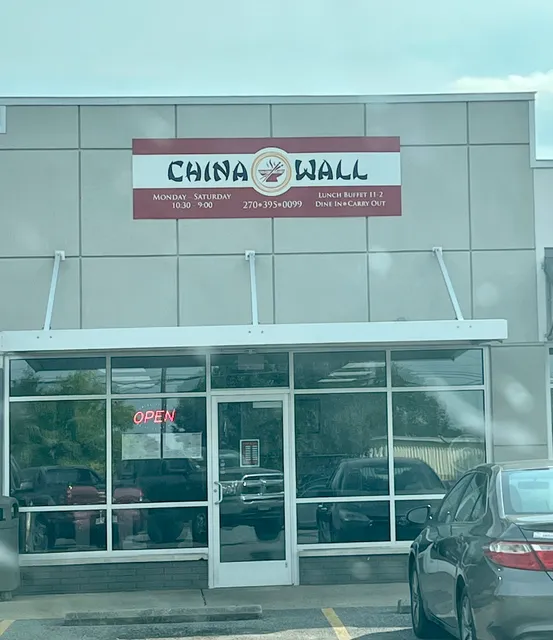 CHINA WALL
MONDAY - SATURDAY
10:30 - 9:00
270•395•0099
LUNCH BUFFET 11-2
DINE IN • CARRY OUT
OPEN